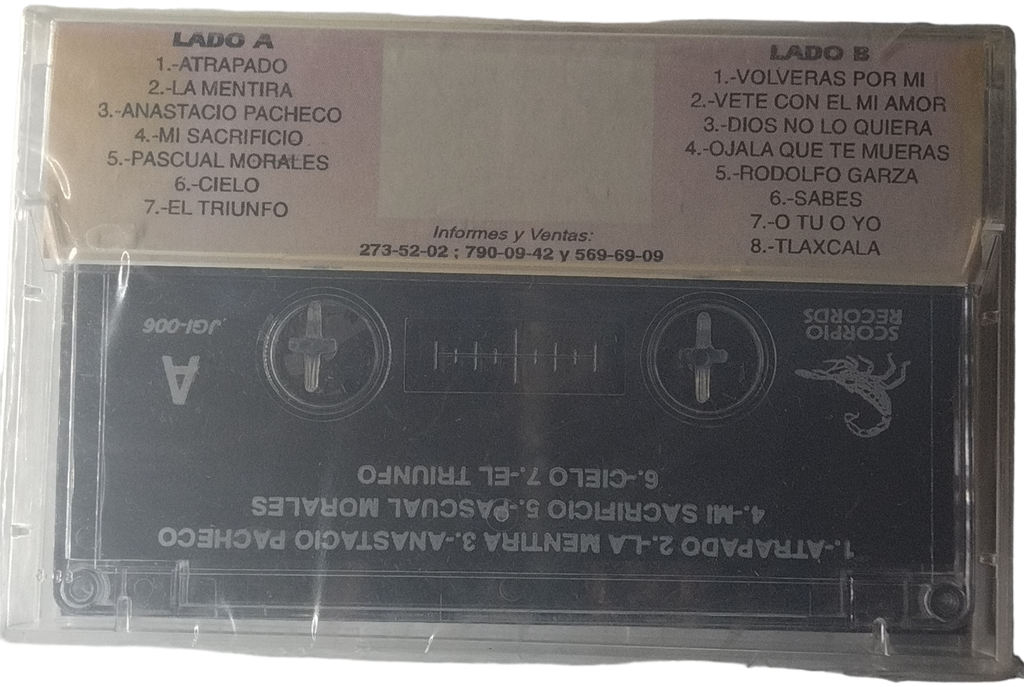 LADO A
1.-ATRAPADO
2.-LA MENTIRA
3.-ANASTACIO PACHECO
4.-MI SACRIFICIO
5.-PASCUAL MORALES
6.-CIELO
7.-EL TRIUNFO
LADO B
1.-VOLVERAS POR MI
2.-VETE CON EL MI AMOR
3.-DIOS NO LO QUIERA
4.-OJALA QUE TE MUERAS
5.-RODOLFO GARZA
6.-SABES
7.-O TU O YO
8.-TLAXCALA
Informes y Ventas:
273-52-02 ; 790-09-42 y 569-69-09
1.-ATRAPADO 2.-LA MENTIRA 3.-ANASTACIO PACHECO
4.-MI SACRIFICIO 5.-PASCUAL MORALES
6.-CIELO 7.-EL TRIUNFO
SCORPIO
RECORDS
A
JGI-006